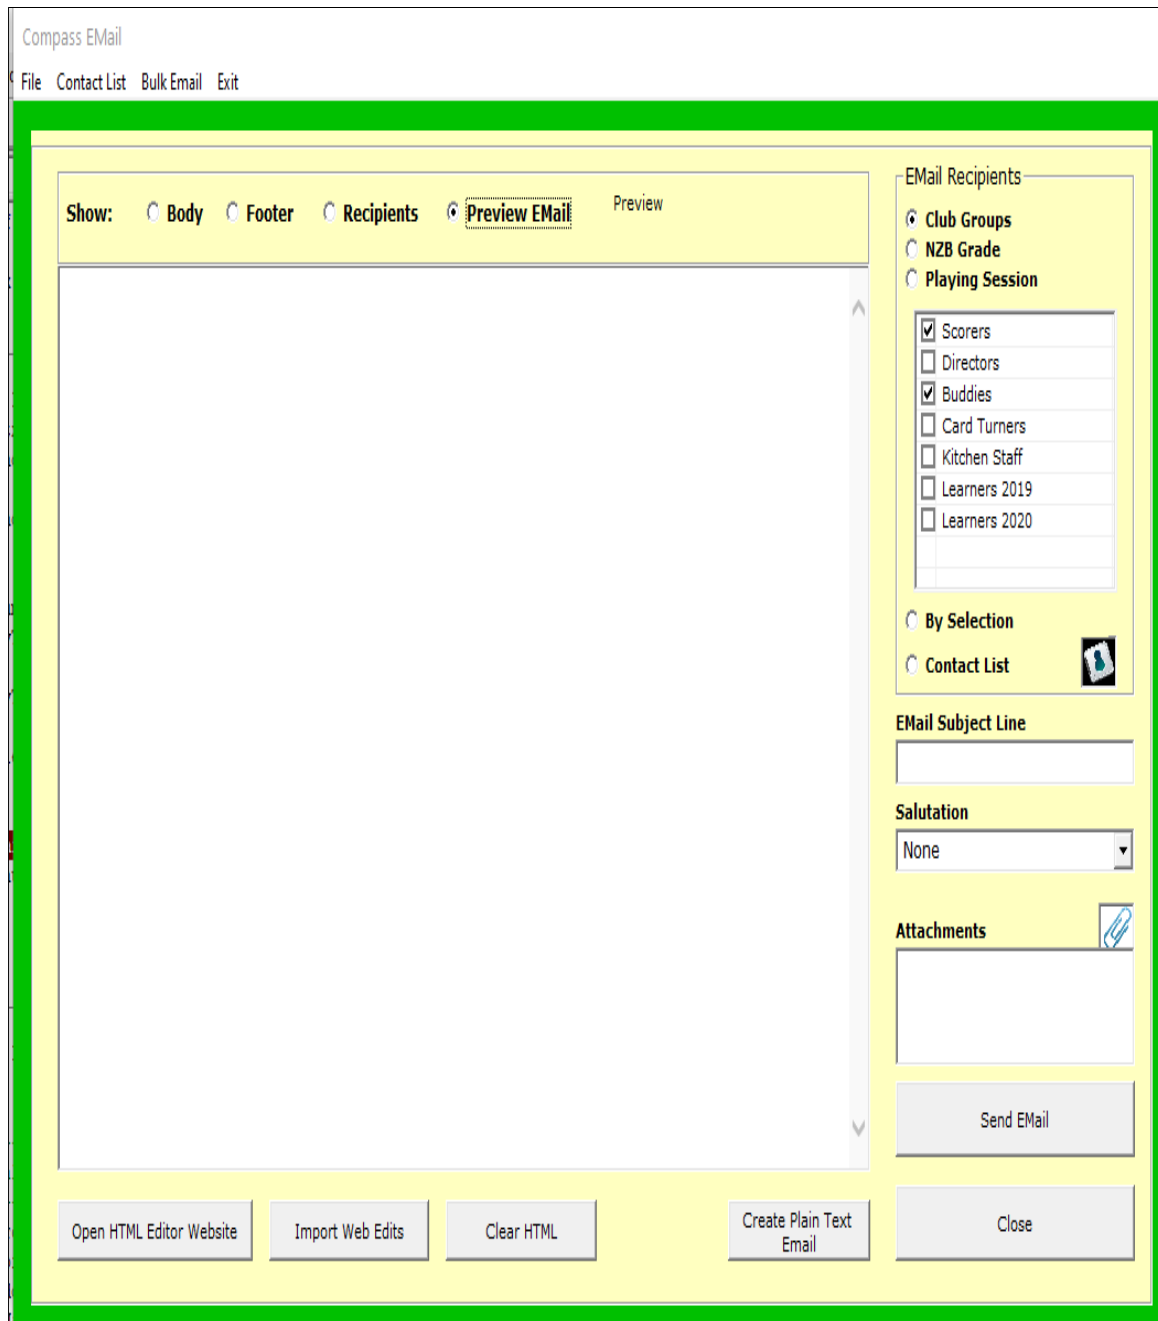 Compass EMail
File Contact List Bulk Email Exit
Show: Body Footer Recipients Preview EMail Preview
EMail Recipients
Club Groups
NZB Grade
Playing Session
Scorers
Directors
Buddies
Card Turners
Kitchen Staff
Learners 2019
Learners 2020
By Selection
Contact List
EMail Subject Line
Salutation
None
Attachments
Send EMail
Open HTML Editor Website
Import Web Edits
Clear HTML
Create Plain Text
Email
Close